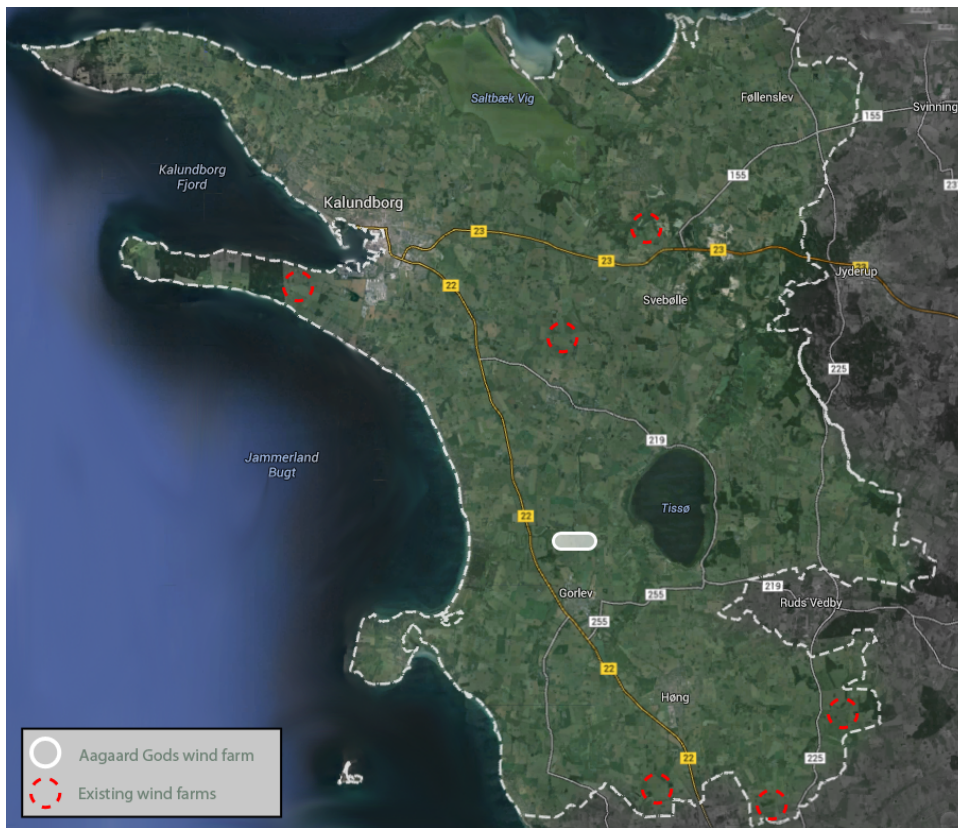 Saltbæk Vig
Føllenslev
Svinning
155
155
23
Kalundborg
Fjord
Kalundborg
23
23
23
23
Jyderup
22
Svebølle
225
219
Jammerland
Bugt
Tissø
22
Gorlev
255
219
Ruds Vedby
255
22
Høng
22
225
Aagaard Gods wind farm
Existing wind farms